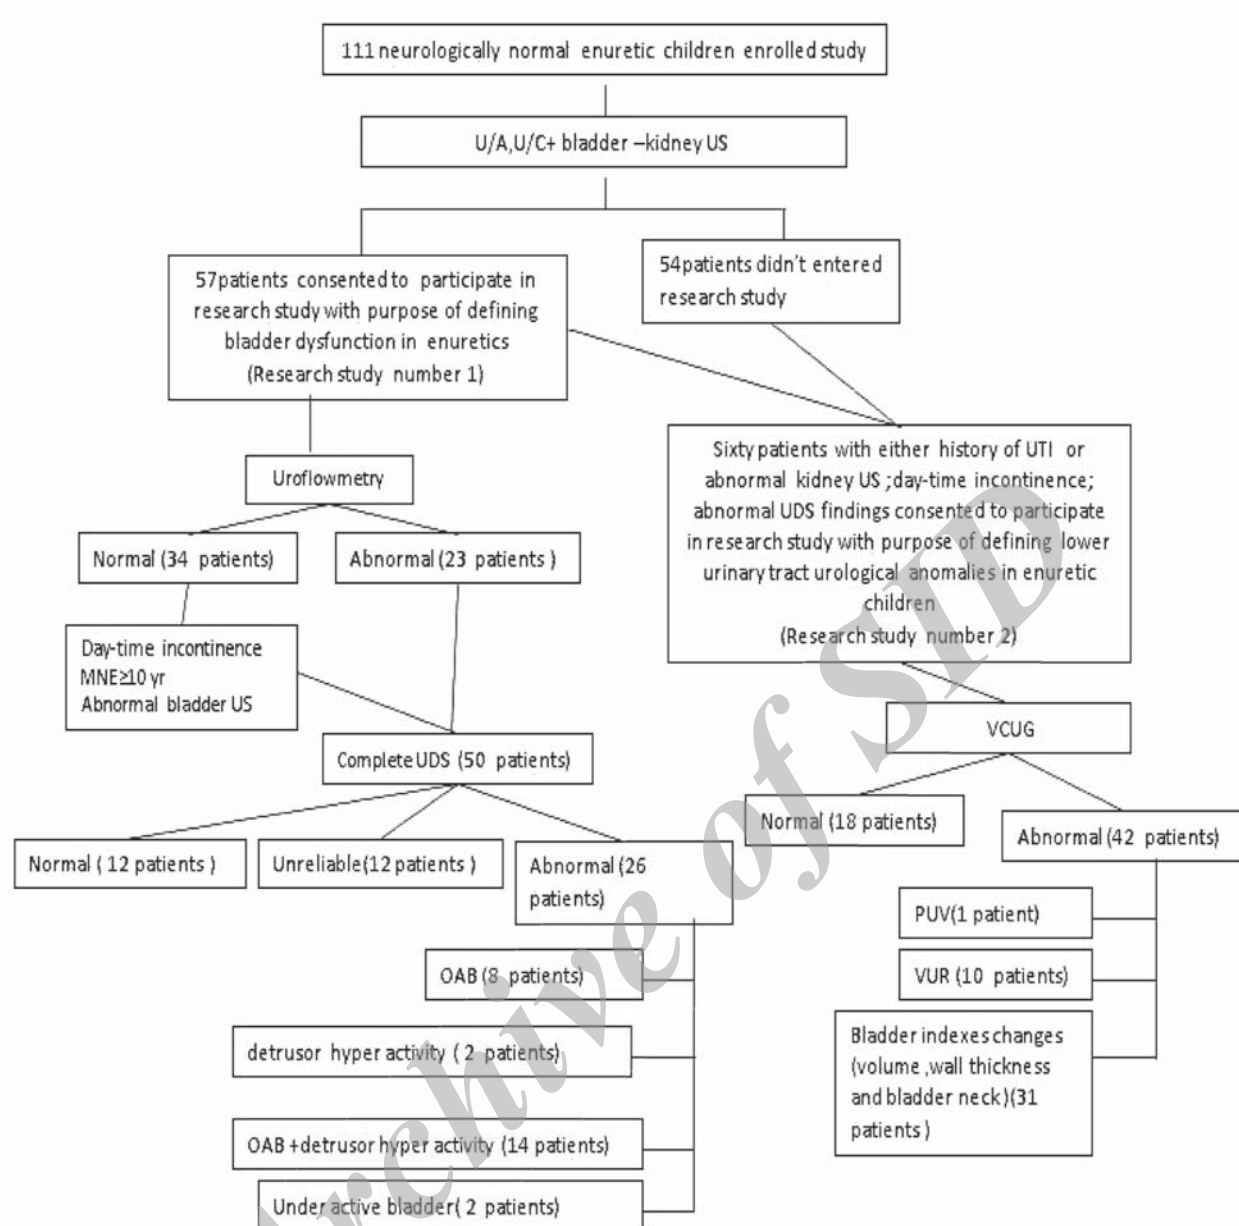 111 neurologically normal enuretic children enrolled study
U/A,U/C+ bladder –kidney US
57patients consented to participate in
research study with purpose of defining
bladder dysfunction in enuretics
(Research study number 1)
54patients didn't entered
research study
Uroflowmetry
Normal (34 patients)
Abnormal (23 patients )
Day-time incontinence
MNE≥10 yr
Abnormal bladder US
Complete UDS (50 patients)
Normal ( 12 patients )
Unreliable(12 patients )
Abnormal (26
patients)
OAB (8 patients)
detrusor hyper activity ( 2 patients)
OAB +detrusor hyper activity (14 patients)
Under active bladder( 2 patients)
Sixty patients with either history of UTI or
abnormal kidney US ;day-time incontinence;
abnormal UDS findings consented to participate
in research study with purpose of defining lower
urinary tract urological anomalies in enuretic
children
(Research study number 2)
VCUG
Normal (18 patients)
Abnormal (42 patients)
PUV(1 patient)
VUR (10 patients)
Bladder indexes changes
(volume ,wall thickness
and bladder neck)(31
patients )
Archive of SID